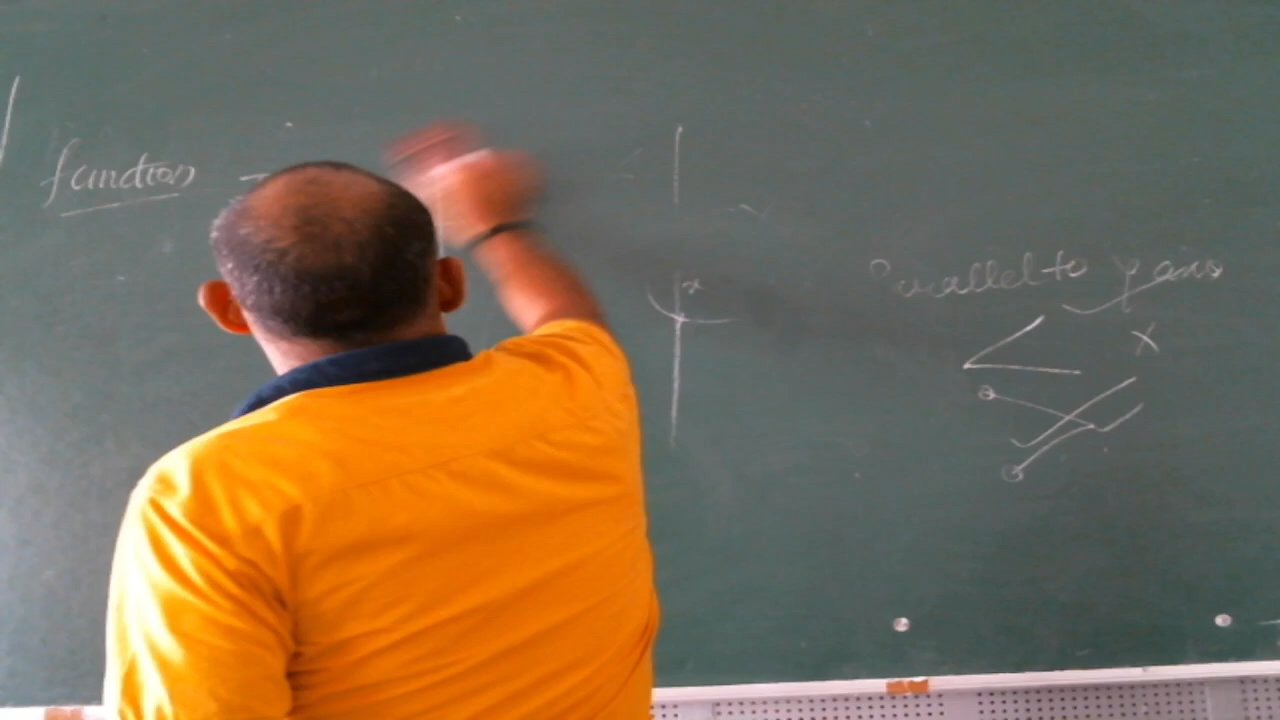 function
x
Parallel to y axis
x